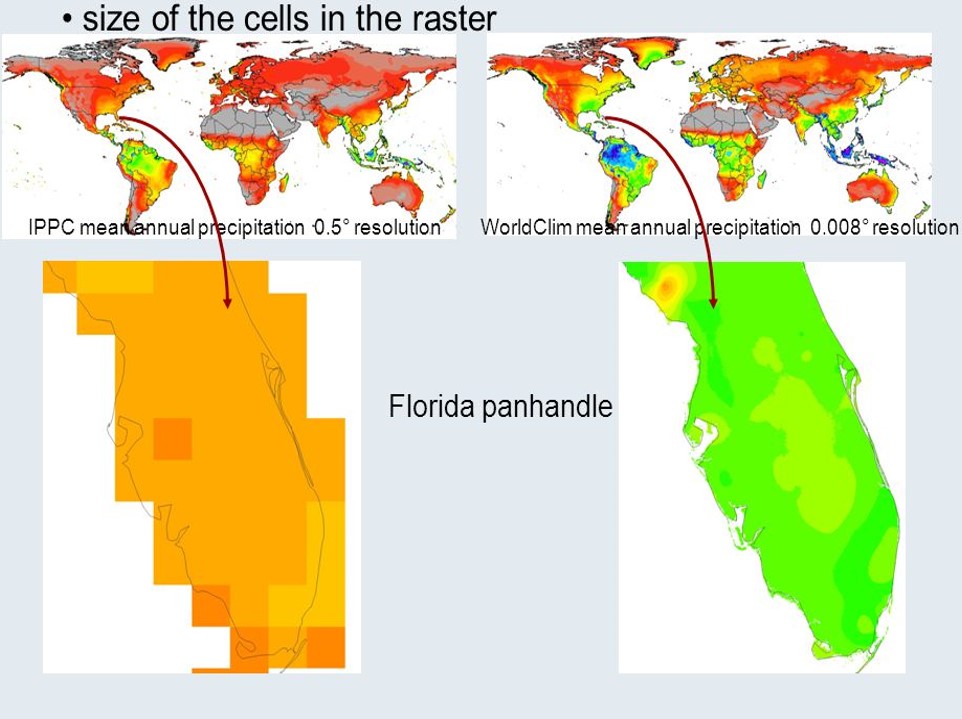 • size of the cells in the raster
IPPC mean annual precipitation 0.5° resolution
WorldClim mean annual precipitation 0.008° resolution
Florida panhandle